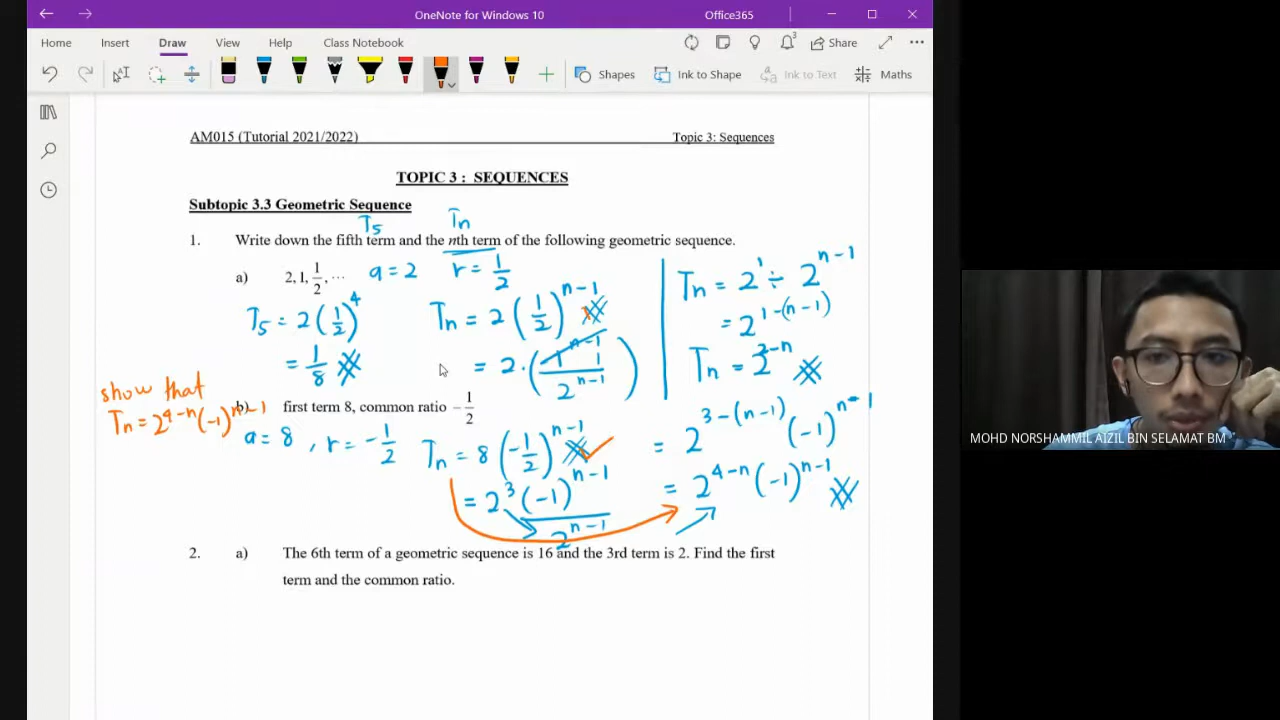 OneNote for Windows 10
Office365
Home Insert Draw View Help Class Notebook
3
Share
Shapes Ink to Shape Ink to Text Maths
AM015 (Tutorial 2021/2022) Topic 3: Sequences
TOPIC 3 : SEQUENCES
Subtopic 3.3 Geometric Sequence
T₅ Tn
1. Write down the fifth term and the nth term of the following geometric sequence.
a) 2, 1, 1/2, ⋯ a = 2 r = 1/2
T₅ = 2(1/2)^4
= 1/8
Tn = 2(1/2)^(n-1)
= 2·(1^(n-1) 1/2^(n-1))
Tn = 2^1 ÷ 2^(n-1)
= 2^(1-(n-1))
Tn = 2^(2-n)
show that
Tn = 2^(4-n)(-1)^(n-1)
b) first term 8, common ratio -1/2
a = 8, r = -1/2
Tn = 8(-1/2)^(n-1)
= 2^3(-1)^(n-1)/2^(n-1)
= 2^(3-(n-1))(-1)^(n-1)
= 2^(4-n)(-1)^(n-1)
2. a) The 6th term of a geometric sequence is 16 and the 3rd term is 2. Find the first
term and the common ratio.
MOHD NORSHAMMIL AIZIL BIN SELAMAT BM